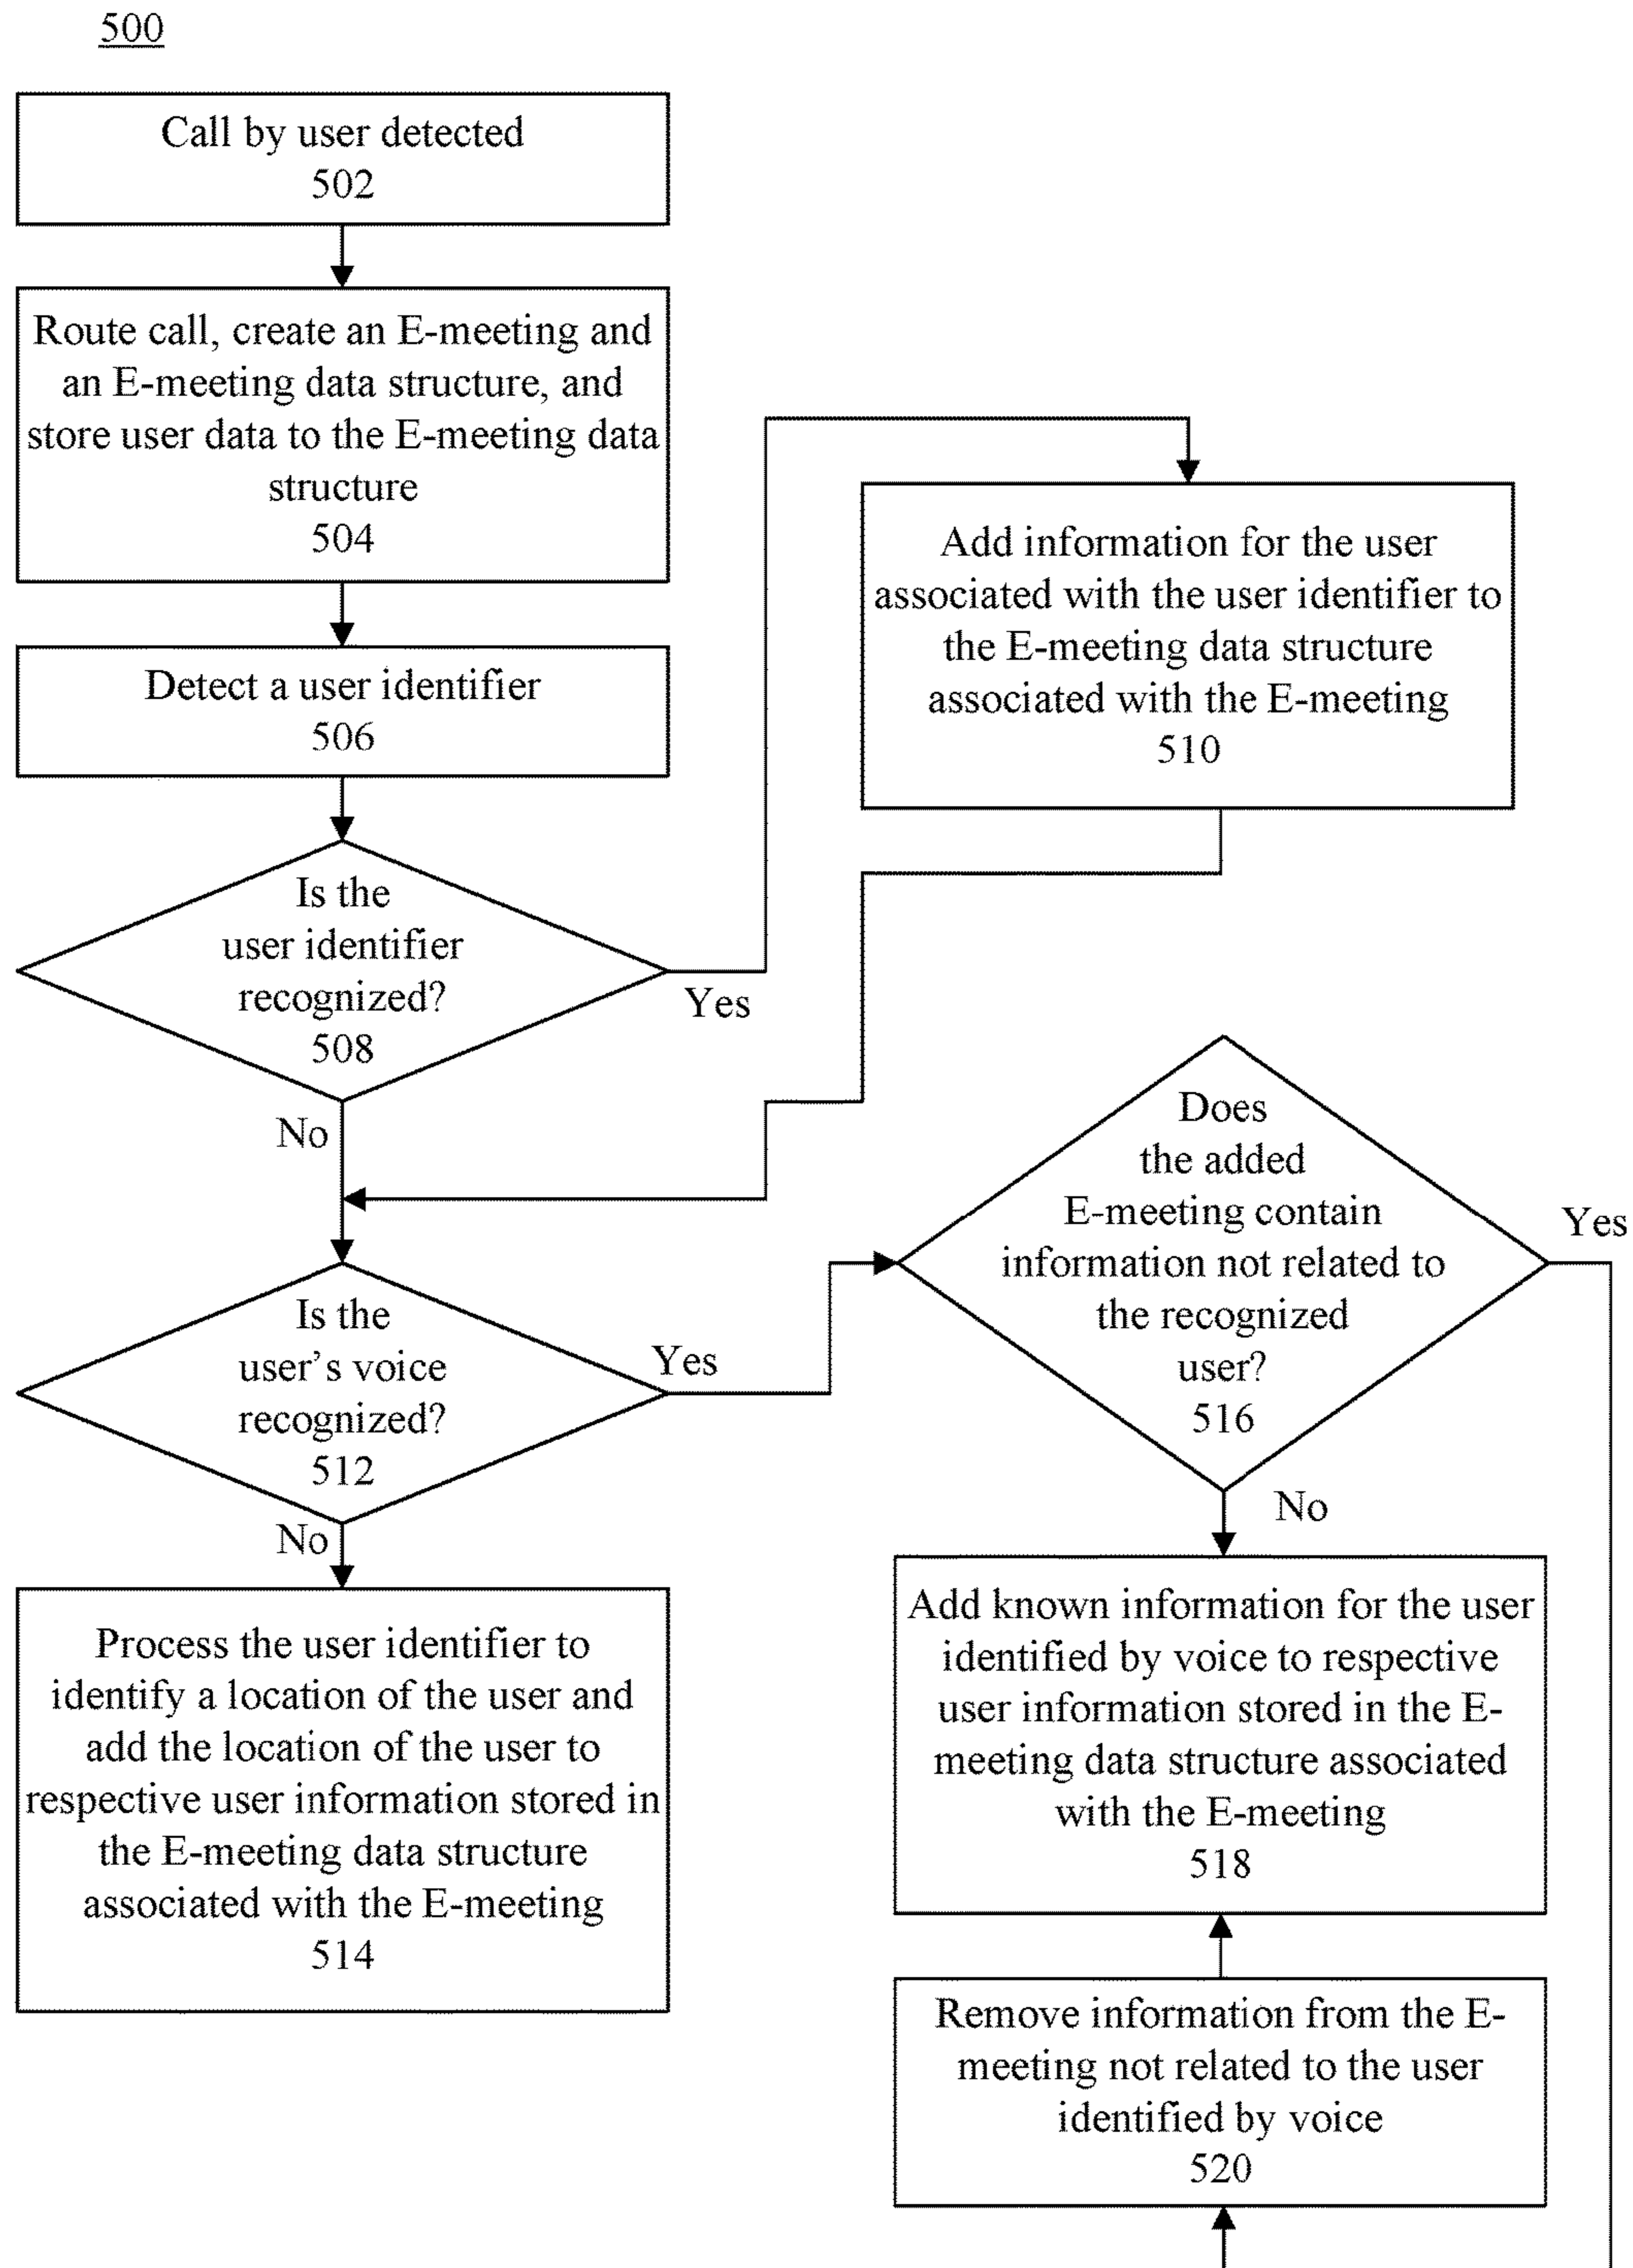 500
Call by user detected
502
Route call, create an E-meeting and
an E-meeting data structure, and
store user data to the E-meeting data
structure
504
Detect a user identifier
506
Is the
user identifier
recognized?
508
Yes
No
Add information for the user
associated with the user identifier to
the E-meeting data structure
associated with the E-meeting
510
Is the
user's voice
recognized?
512
Yes
No
Process the user identifier to
identify a location of the user and
add the location of the user to
respective user information stored in
the E-meeting data structure
associated with the E-meeting
514
Does
the added
E-meeting contain
information not related to
the recognized
user?
516
Yes
No
Add known information for the user
identified by voice to respective
user information stored in the E-
meeting data structure associated
with the E-meeting
518
Remove information from the E-
meeting not related to the user
identified by voice
520